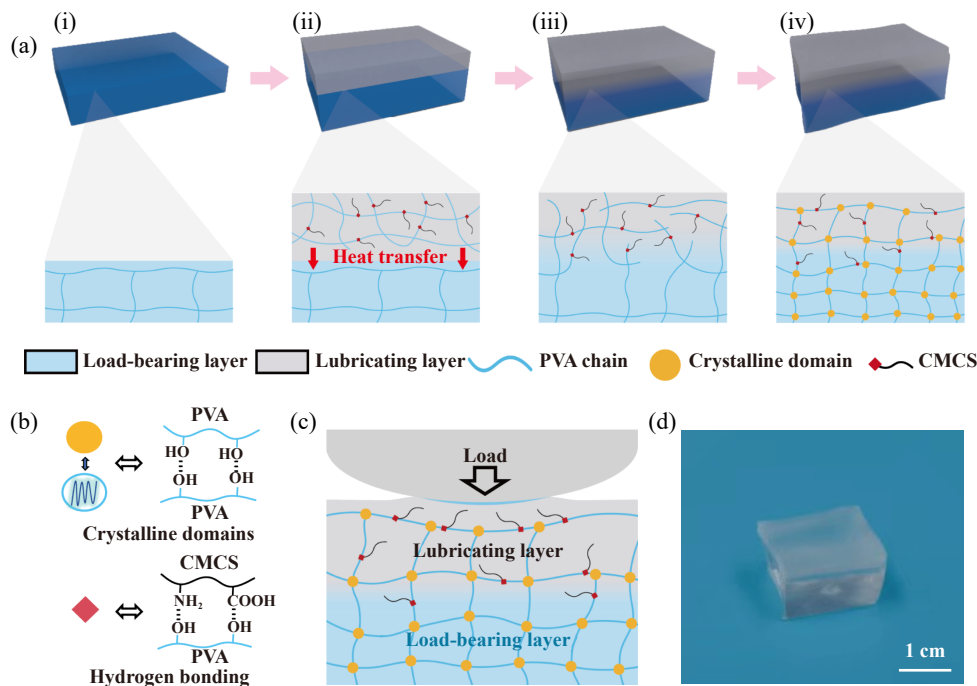 (i)
(ii)
(iii)
(iv)
(a)
Heat transfer
Load-bearing layer
Lubricating layer
PVA chain
Crystalline domain
CMCS
(b)
PVA
HO
HO
OH
OH
PVA
Crystalline domains
CMCS
NH₂
COOH
OH
OH
PVA
Hydrogen bonding
(c)
Load
Lubricating layer
Load-bearing layer
(d)
1 cm